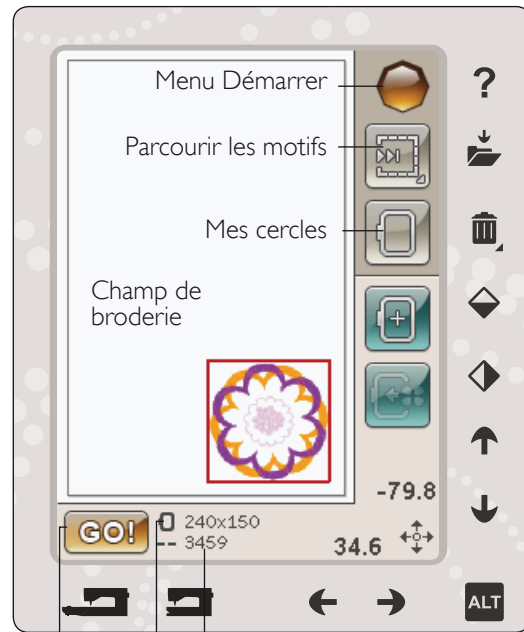 Menu Démarrer
?
Parcourir les motifs
Mes cercles
Champ de
broderie
-79.8
GO!
240x150
-- 3459
34.6
ALT